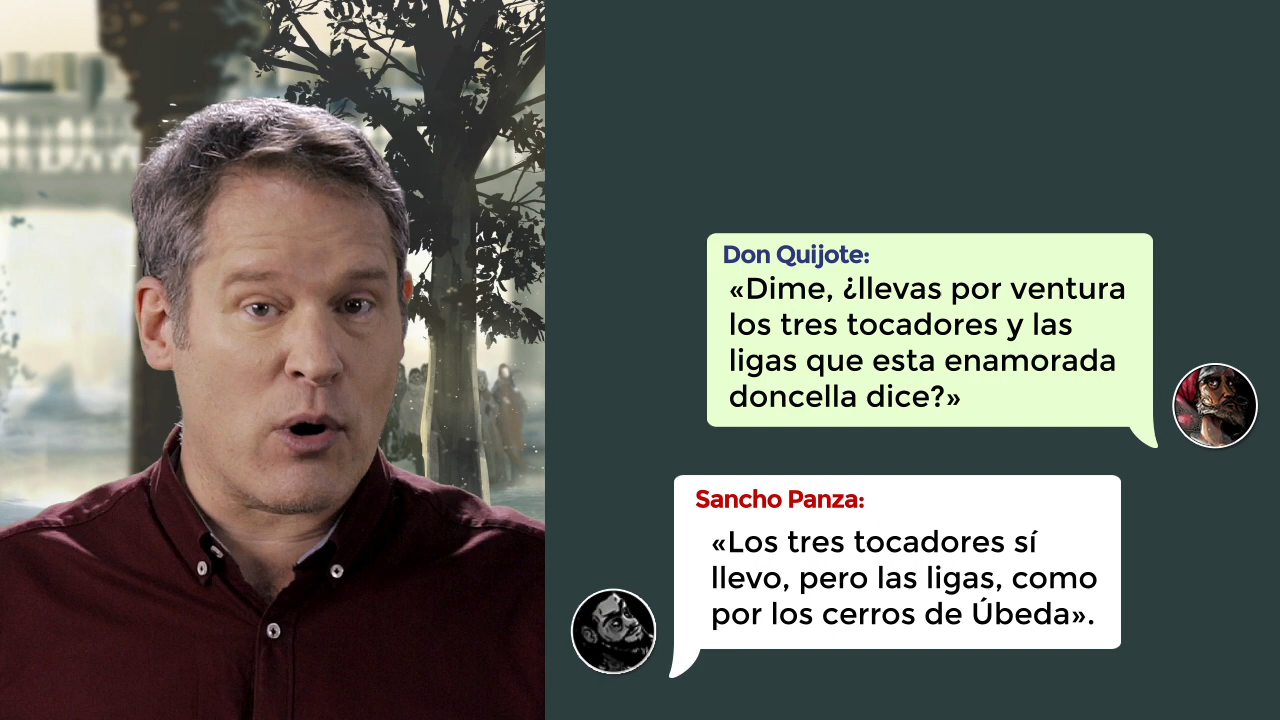 Don Quijote:
«Dime, ¿llevas por ventura
los tres tocadores y las
ligas que esta enamorada
doncella dice?»
Sancho Panza:
«Los tres tocadores sí
llevo, pero las ligas, como
por los cerros de Úbeda».